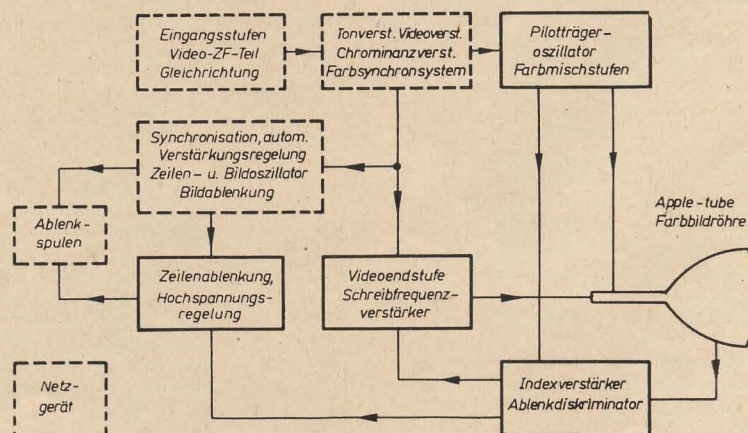 Eingangsstufen
Video-ZF-Teil
Gleichrichtung
Tonverst. Videoverst.
Chrominanzverst.
Farbsynchronsystem
Pilotträger-
oszillator
Farbmischstufen
Synchronisation, autom.
Verstärkungsregelung
Zeilen- u. Bildoszillator
Bildablenkung
Ablenk-
spulen
Zeilenablenkung,
Hochspannungs-
regelung
Videoendstufe
Schreibfrequenz-
verstärker
Apple-tube
Farbbildröhre
Netz-
gerät
Indexverstärker
Ablenkdiskriminator